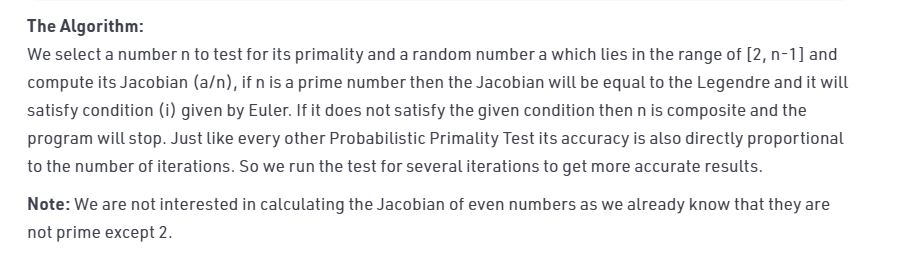 The Algorithm:
We select a number n to test for its primality and a random number a which lies in the range of [2, n-1] and
compute its Jacobian (a/n), if n is a prime number then the Jacobian will be equal to the Legendre and it will
satisfy condition (i) given by Euler. If it does not satisfy the given condition then n is composite and the
program will stop. Just like every other Probabilistic Primality Test its accuracy is also directly proportional
to the number of iterations. So we run the test for several iterations to get more accurate results.
Note: We are not interested in calculating the Jacobian of even numbers as we already know that they are
not prime except 2.